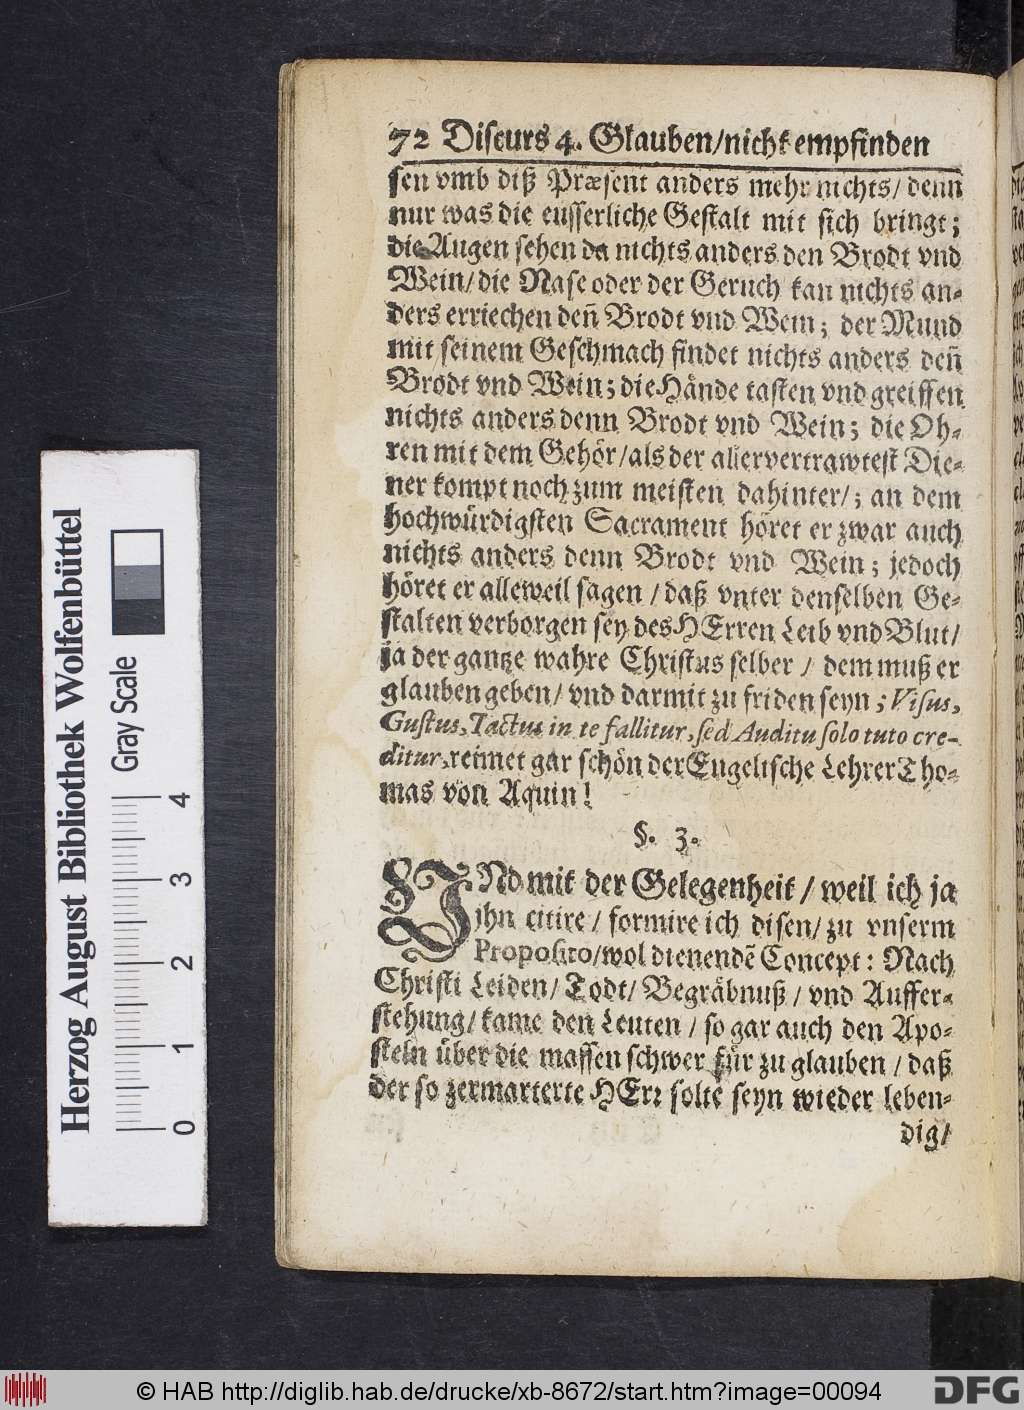 72 Discurs 4. Glauben/nicht empfinden
sen vmb diß Præsent anders mehr nichts/ denn
nur was die eusserliche Gestalt mit sich bringt;
die Augen sehen da nichts anders den Brodt vnd
Wein/die Nase oder der Geruch kan nichts an-
ders erriechen deñ Brodt vnd Wein; der Mund
mit seinem Geschmach findet nichts anders deñ
Brodt vnd Wein; die Hände tasten vnd greiffen
nichts anders denn Brodt vnd Wein; die Oh-
ren mit dem Gehör/als der allervertrawtest Die-
ner kompt noch zum meisten dahinter/; an dem
hochwürdigsten Sacrament höret er zwar auch
nichts anders denn Brodt vnd Wein; jedoch
höret er alleweil sagen / daß vnter denselben Ge-
stalten verborgen sey des HErren Leib vnd Blut/
ja der gantze wahre Christus selber / dem muß er
glauben geben/ vnd darmit zu friden seyn; Visus,
Gustus, Tactus in te fallitur, sed Auditu solo tuto cre-
ditur, reimet gar schön der Engelische Lehrer Tho-
mas von Aquin!
§. 3.
VNd mit der Gelegenheit / weil ich ja
jhn citire / formire ich disen/ zu vnserm
Proposito/wol dienendẽ Concept: Nach
Christi Leiden/ Todt/ Begräbnuß / vnd Auffer-
stehung/ kame den Leuten / so gar auch den Apo-
steln über die massen schwer für zu glauben / daß
der so zermarterte HErr solte seyn wieder leben-
dig/
Herzog August Bibliothek Wolfenbüttel
Gray Scale
0 1 2 3 4
© HAB http://diglib.hab.de/drucke/xb-8672/start.htm?image=00094
DFG